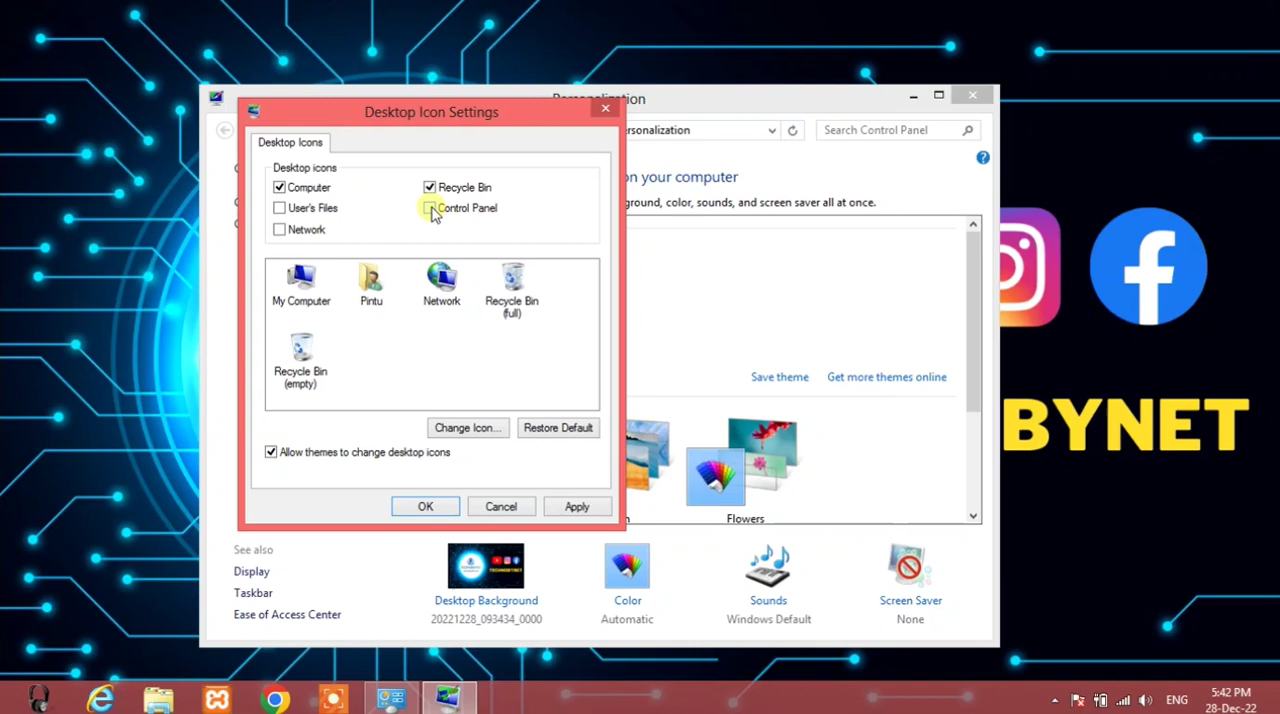 Personalization
Desktop Icon Settings
ersonalization
Search Control Panel
Desktop Icons
Desktop icons
Computer
Recycle Bin
User's Files
Control Panel
Network
on your computer
ground, color, sounds, and screen saver all at once.
My Computer
Pintu
Network
Recycle Bin
(full)
Recycle Bin
(empty)
Save theme
Get more themes online
Change Icon...
Restore Default
Allow themes to change desktop icons
OK
Cancel
Apply
n
Flowers
See also
Display
Taskbar
Ease of Access Center
Desktop Background
20221228_093434_0000
Color
Automatic
Sounds
Windows Default
Screen Saver
None
BYNET
ENG
5:42 PM
28-Dec-22